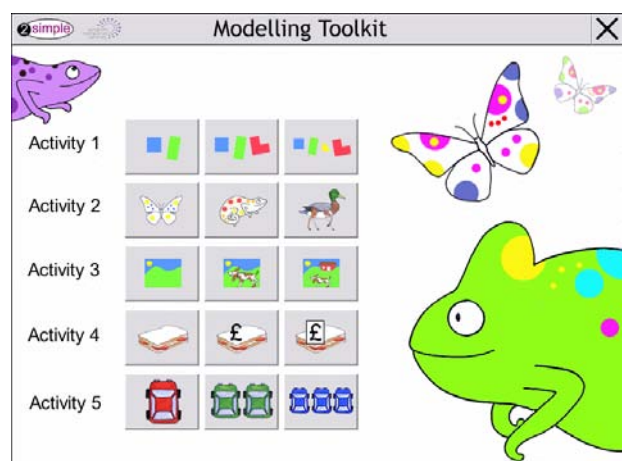 2simple
Modelling Toolkit
Activity 1
Activity 2
Activity 3
£
£
Activity 4
Activity 5